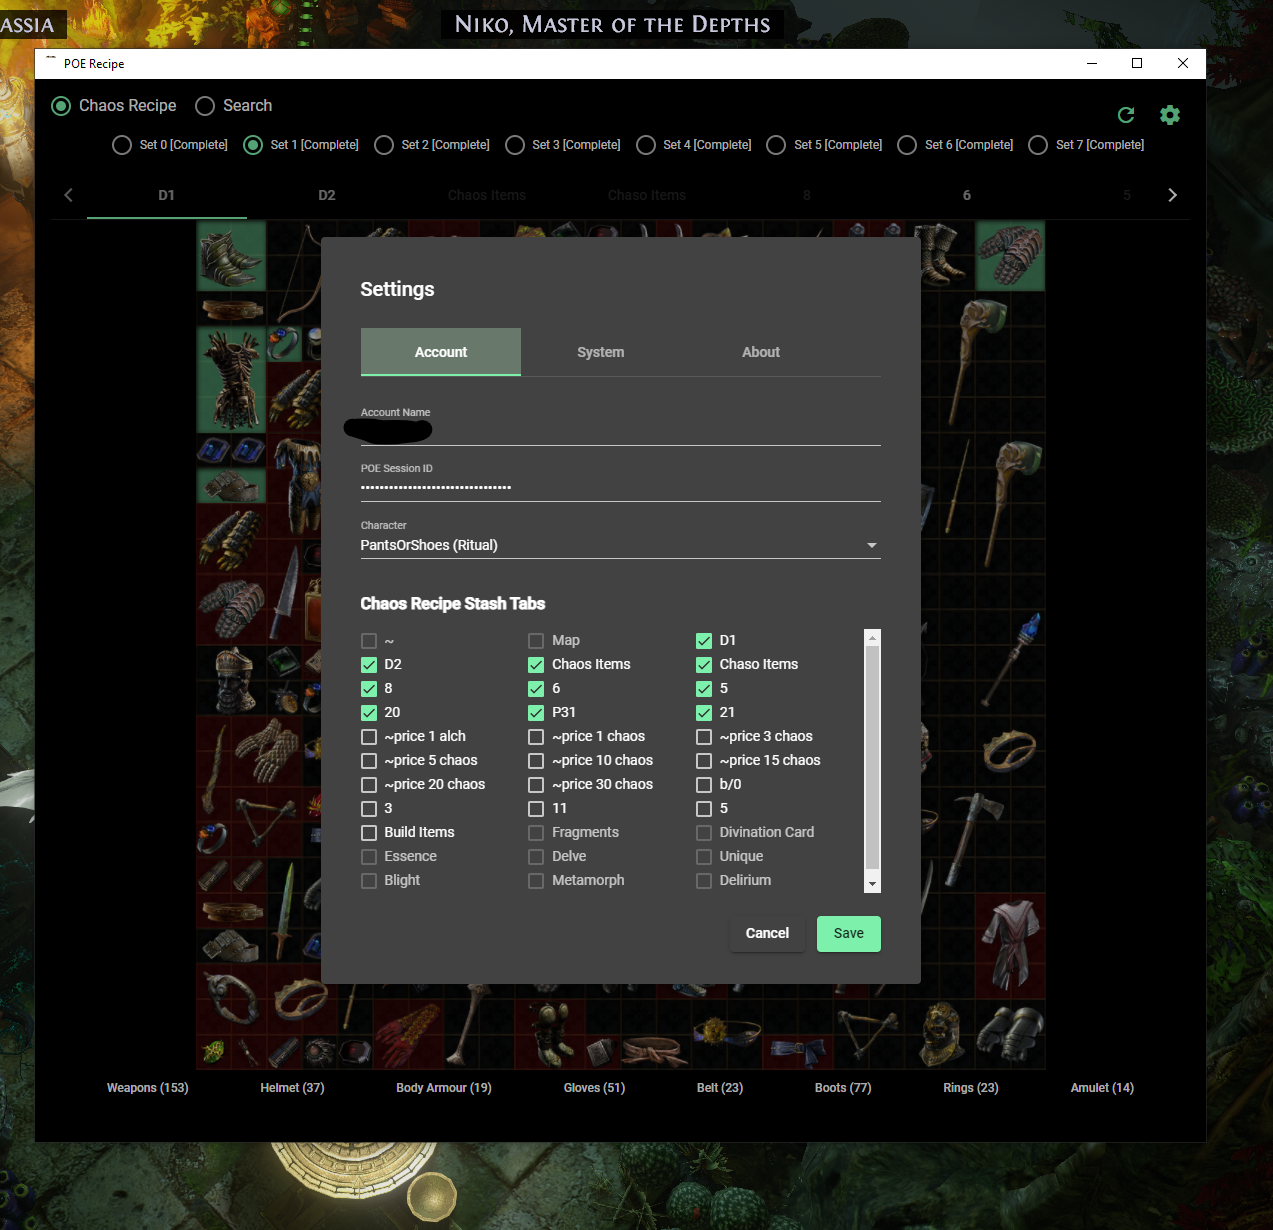 ASSIA
NIKO, MASTER OF THE DEPTHS
POE Recipe
Chaos Recipe Search
Set 0 [Complete] Set 1 [Complete] Set 2 [Complete] Set 3 [Complete] Set 4 [Complete] Set 5 [Complete] Set 6 [Complete] Set 7 [Complete]
D1 D2 Chaos Items Chaso Items 8 6 5
Settings
Account System About
Account Name
POE Session ID
••••••••••••••••••••••••••••••••
Character
PantsOrShoes (Ritual)
Chaos Recipe Stash Tabs
~ Map D1
D2 Chaos Items Chaso Items
8 6 5
20 P31 21
~price 1 alch ~price 1 chaos ~price 3 chaos
~price 5 chaos ~price 10 chaos ~price 15 chaos
~price 20 chaos ~price 30 chaos b/0
3 11 5
Build Items Fragments Divination Card
Essence Delve Unique
Blight Metamorph Delirium
Cancel Save
Weapons (153) Helmet (37) Body Armour (19) Gloves (51) Belt (23) Boots (77) Rings (23) Amulet (14)